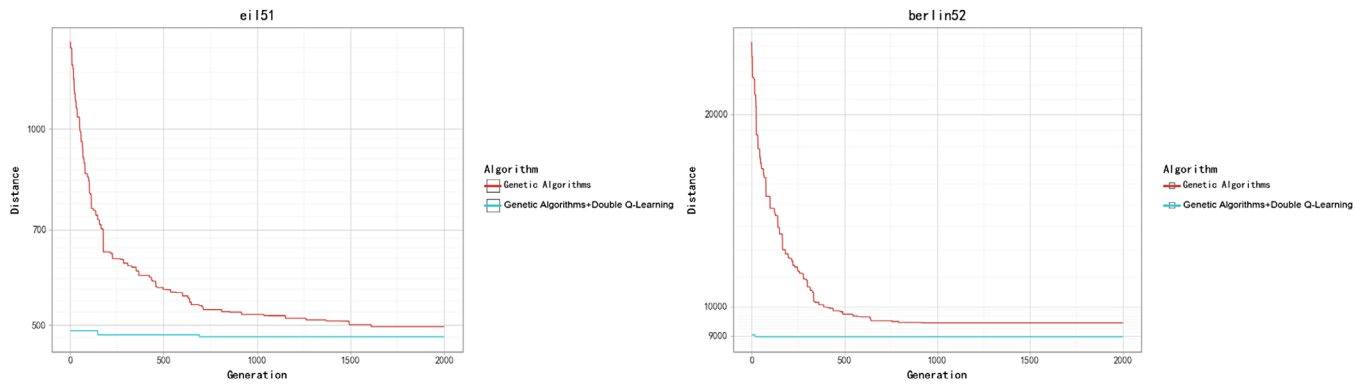 eil51
1000
700
500
Distance
0
500
1000
1500
2000
Generation
Algorithm
Genetic Algorithms
Genetic Algorithms+Double Q-Learning
berlin52
20000
10000
9000
Distance
0
500
1000
1500
2000
Generation
Algorithm
Genetic Algorithms
Genetic Algorithms+Double Q-Learning